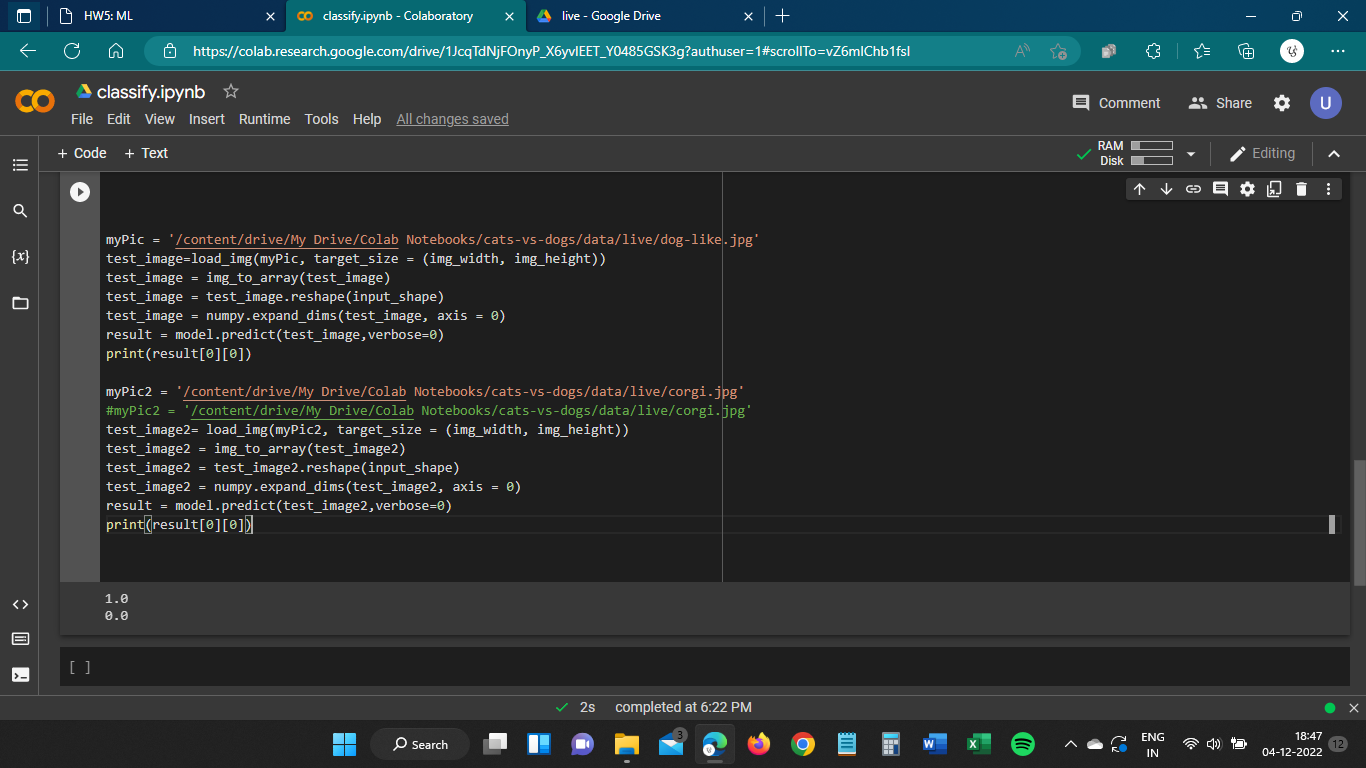 HW5: ML
classify.ipynb - Colaboratory
live - Google Drive
https://colab.research.google.com/drive/1JcqTdNjFOnyP_X6yvIEET_Y0485GSK3g?authuser=1#scrollTo=vZ6mIChb1fsI
classify.ipynb
File Edit View Insert Runtime Tools Help All changes saved
Comment Share U
+ Code + Text
RAM
Disk
Editing
{x}
myPic = '/content/drive/My Drive/Colab Notebooks/cats-vs-dogs/data/live/dog-like.jpg'
test_image=load_img(myPic, target_size = (img_width, img_height))
test_image = img_to_array(test_image)
test_image = test_image.reshape(input_shape)
test_image = numpy.expand_dims(test_image, axis = 0)
result = model.predict(test_image,verbose=0)
print(result[0][0])
myPic2 = '/content/drive/My Drive/Colab Notebooks/cats-vs-dogs/data/live/corgi.jpg'
#myPic2 = '/content/drive/My Drive/Colab Notebooks/cats-vs-dogs/data/live/corgi.jpg'
test_image2= load_img(myPic2, target_size = (img_width, img_height))
test_image2 = img_to_array(test_image2)
test_image2 = test_image2.reshape(input_shape)
test_image2 = numpy.expand_dims(test_image2, axis = 0)
result = model.predict(test_image2,verbose=0)
print(result[0][0])
1.0
0.0
[ ]
2s completed at 6:22 PM
Search
3
ENG
IN
18:47
04-12-2022
12